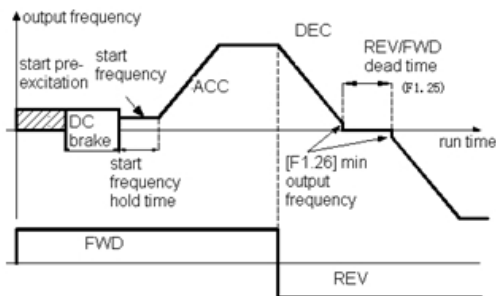 output frequency
start pre-
excitation
start
frequency
DC
brake
ACC
start
frequency
hold time
DEC
REV/FWD
dead time
(F1.25)
[F1.26] min
output
frequency
run time
FWD
REV